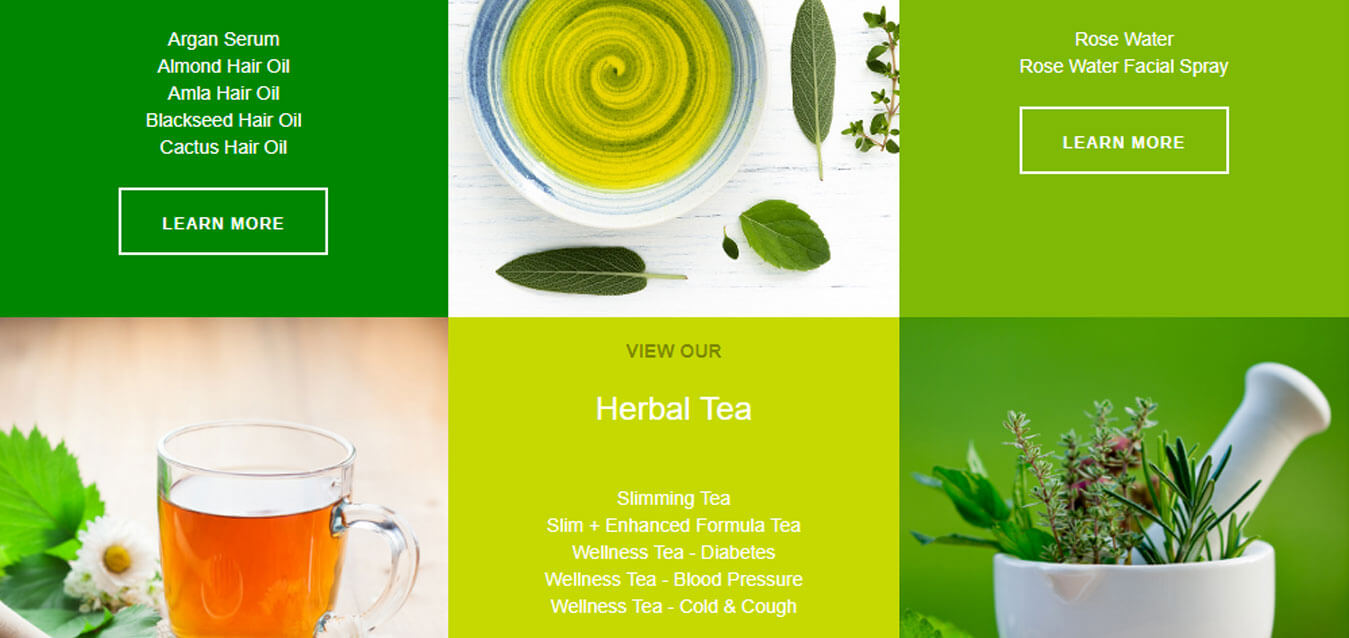 Argan Serum
Almond Hair Oil
Amla Hair Oil
Blackseed Hair Oil
Cactus Hair Oil
LEARN MORE
Rose Water
Rose Water Facial Spray
LEARN MORE
VIEW OUR
Herbal Tea
Slimming Tea
Slim + Enhanced Formula Tea
Wellness Tea - Diabetes
Wellness Tea - Blood Pressure
Wellness Tea - Cold & Cough